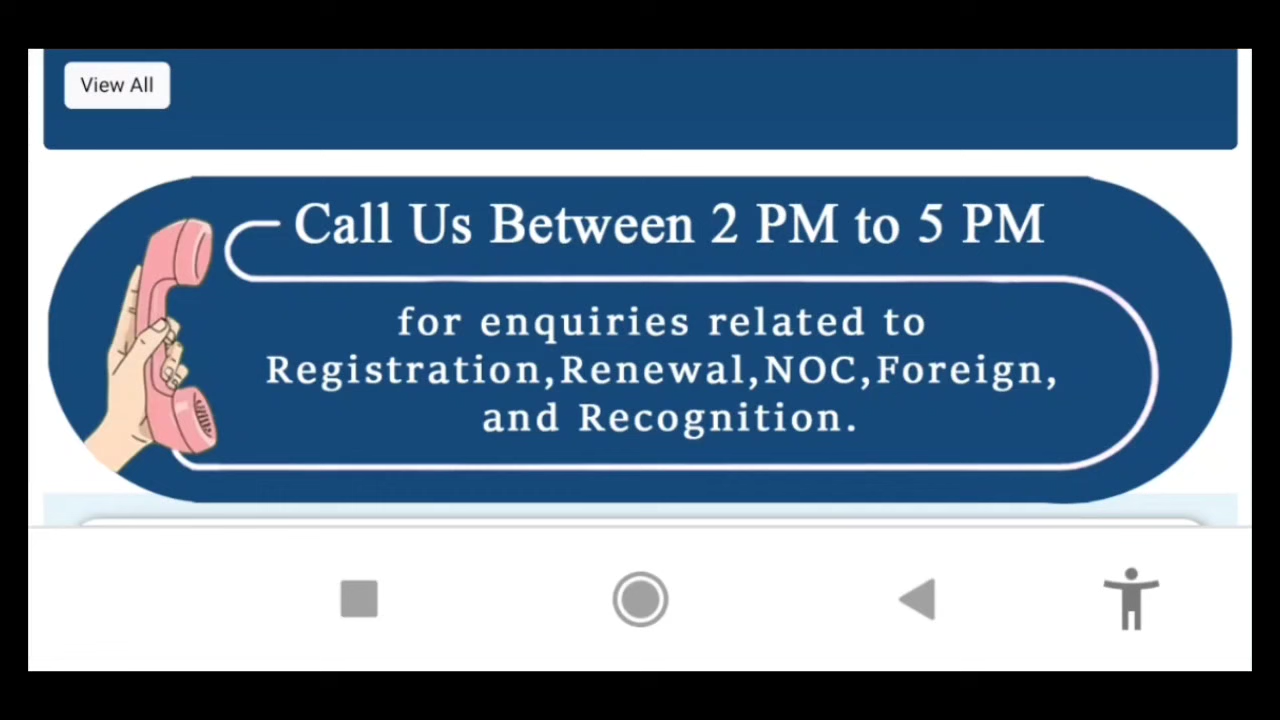 View All
Call Us Between 2 PM to 5 PM
for enquiries related to
Registration,Renewal,NOC,Foreign,
and Recognition.